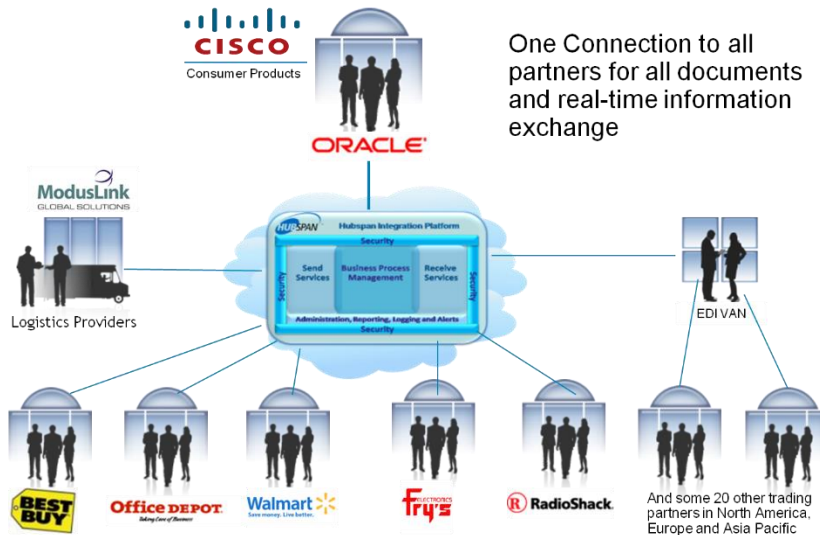 CISCO
Consumer Products
One Connection to all
partners for all documents
and real-time information
exchange
ORACLE
ModusLink
GLOBAL SOLUTIONS
Logistics Providers
HUBSPAN
Hubspan Integration Platform
Security
Security
Send
Services
Business Process
Management
Receive
Services
Security
Administration, Reporting, Logging and Alerts
Security
EDI VAN
BEST
BUY
Office DEPOT.
Taking Care of Business
Walmart
Save money. Live better.
ELECTRONICS
Fry's
R RadioShack.
And some 20 other trading
partners in North America,
Europe and Asia Pacific